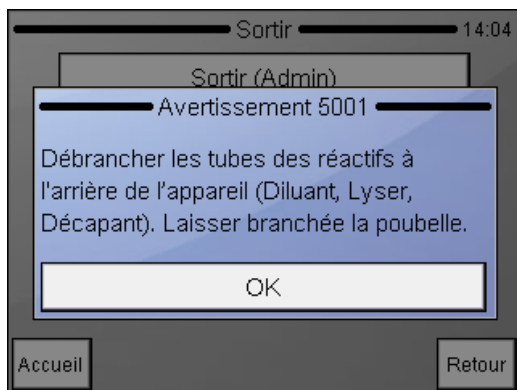 Sortir 14:04
Sortir (Admin)
Avertissement 5001
Débrancher les tubes des réactifs à
l'arrière de l'appareil (Diluant, Lyser,
Décapant). Laisser branchée la poubelle.
OK
Accueil Retour